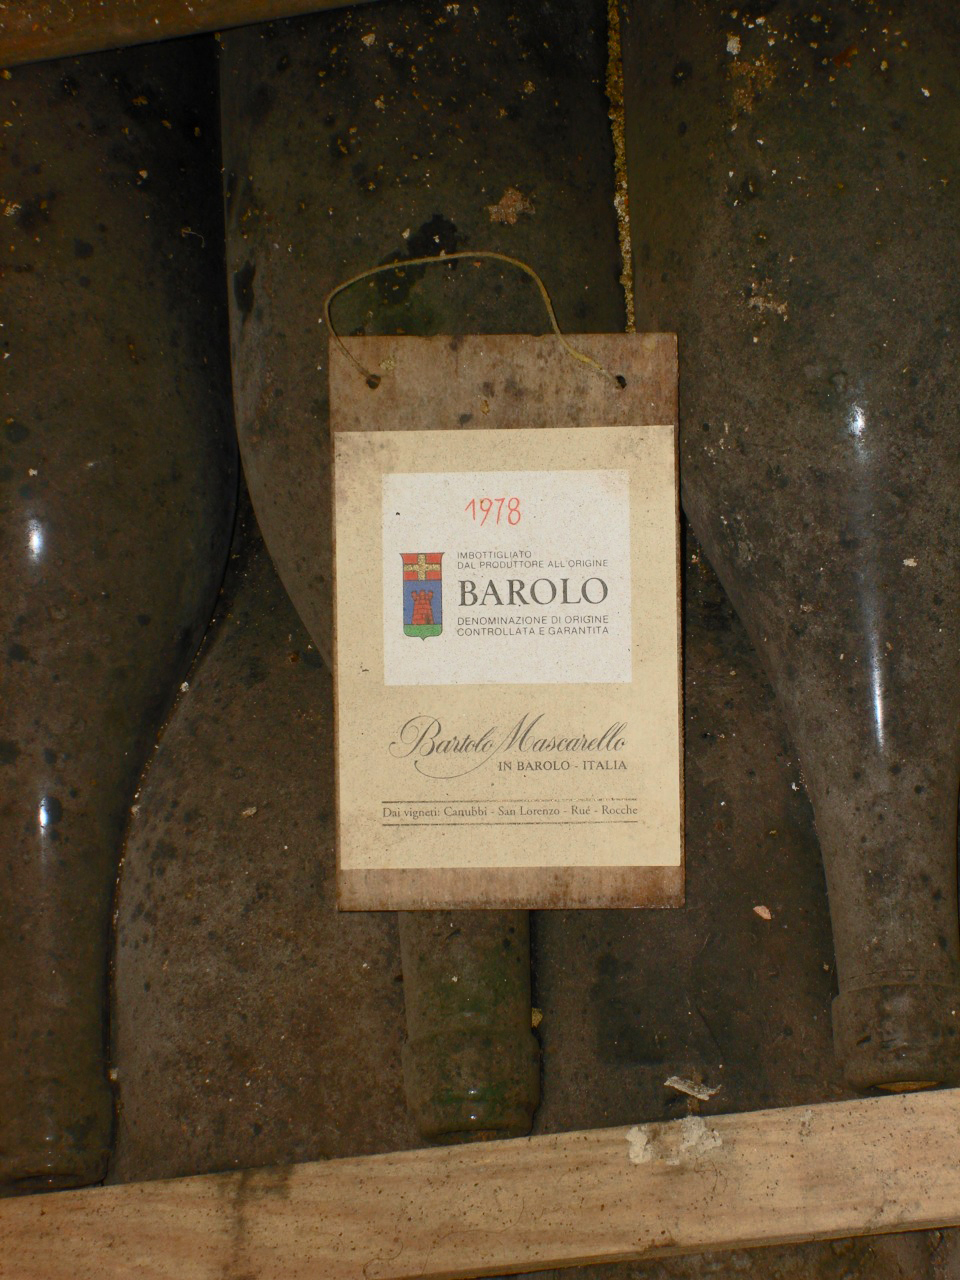 1978
IMBOTTIGLIATO
DAL PRODUTTORE ALL'ORIGINE
BAROLO
DENOMINAZIONE DI ORIGINE
CONTROLLATA E GARANTITA
Bartolo Mascarello
IN BAROLO - ITALIA
Dai vigneti: Canubbi - San Lorenzo - Rué - Rocche